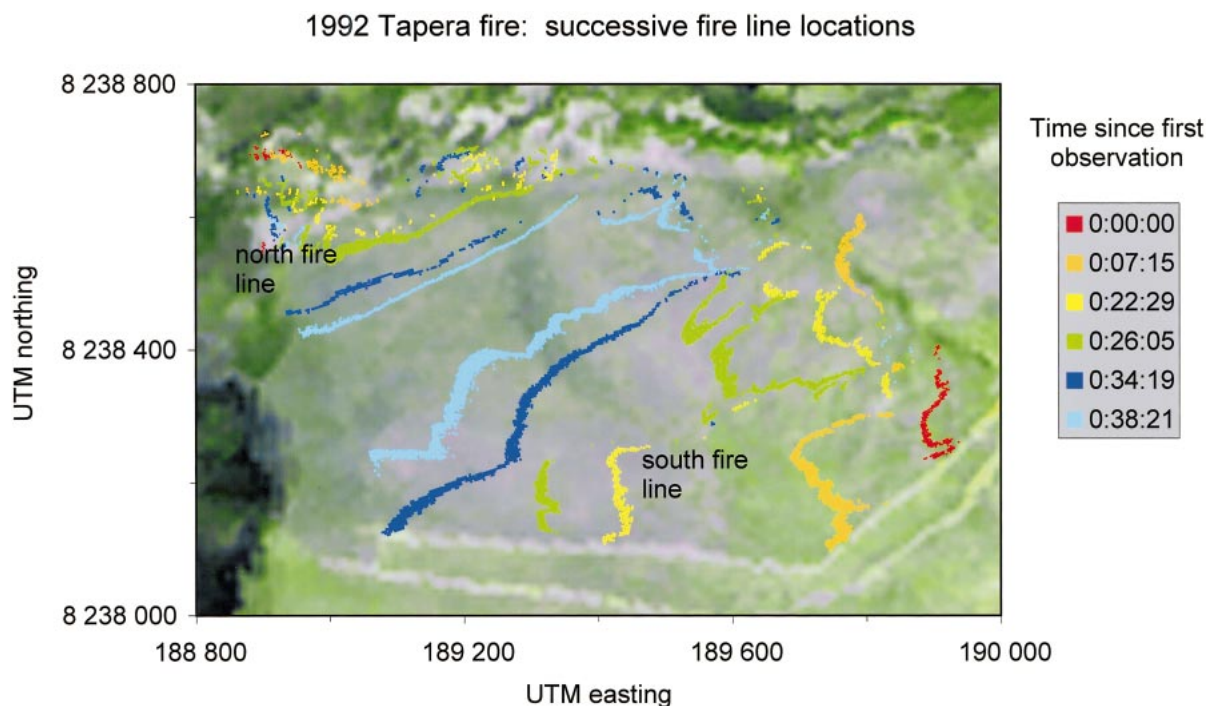 1992 Tapera fire: successive fire line locations
8 238 800
8 238 400
8 238 000
UTM northing
188 800
189 200
189 600
190 000
UTM easting
north fire
line
south fire
line
Time since first
observation
0:00:00
0:07:15
0:22:29
0:26:05
0:34:19
0:38:21